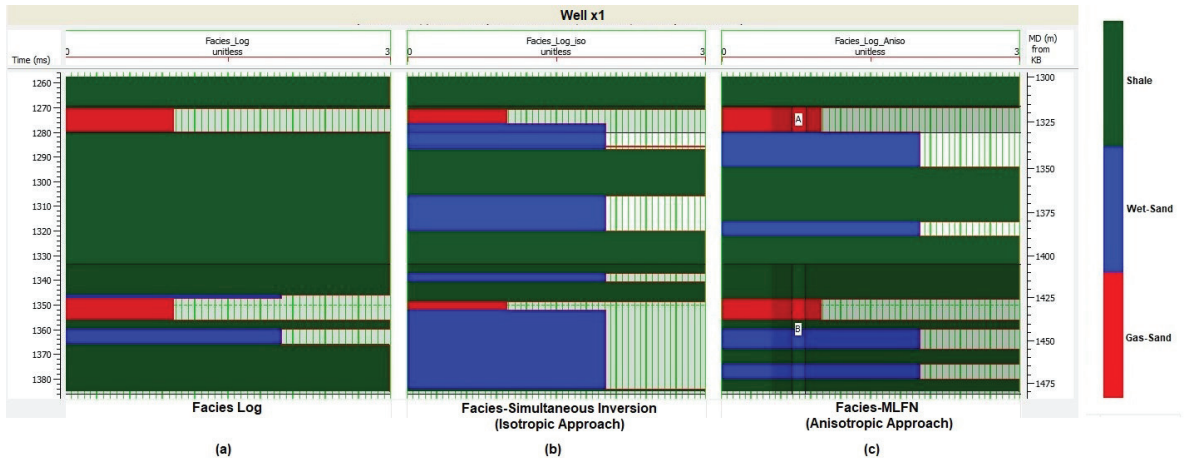 Well x1
Facies_Log
unitless
0 3
Facies_Log_iso
unitless
0 3
Facies_Log_Aniso
unitless
0 3
Time (ms)
MD (m)
from
KB
1260
1270
1280
1290
1300
1310
1320
1330
1340
1350
1360
1370
1380
A
B
1300
1325
1350
1375
1400
1425
1450
1475
Shale
Wet-Sand
Gas-Sand
Facies Log
Facies-Simultaneous Inversion
(Isotropic Approach)
Facies-MLFN
(Anisotropic Approach)
(a)
(b)
(c)